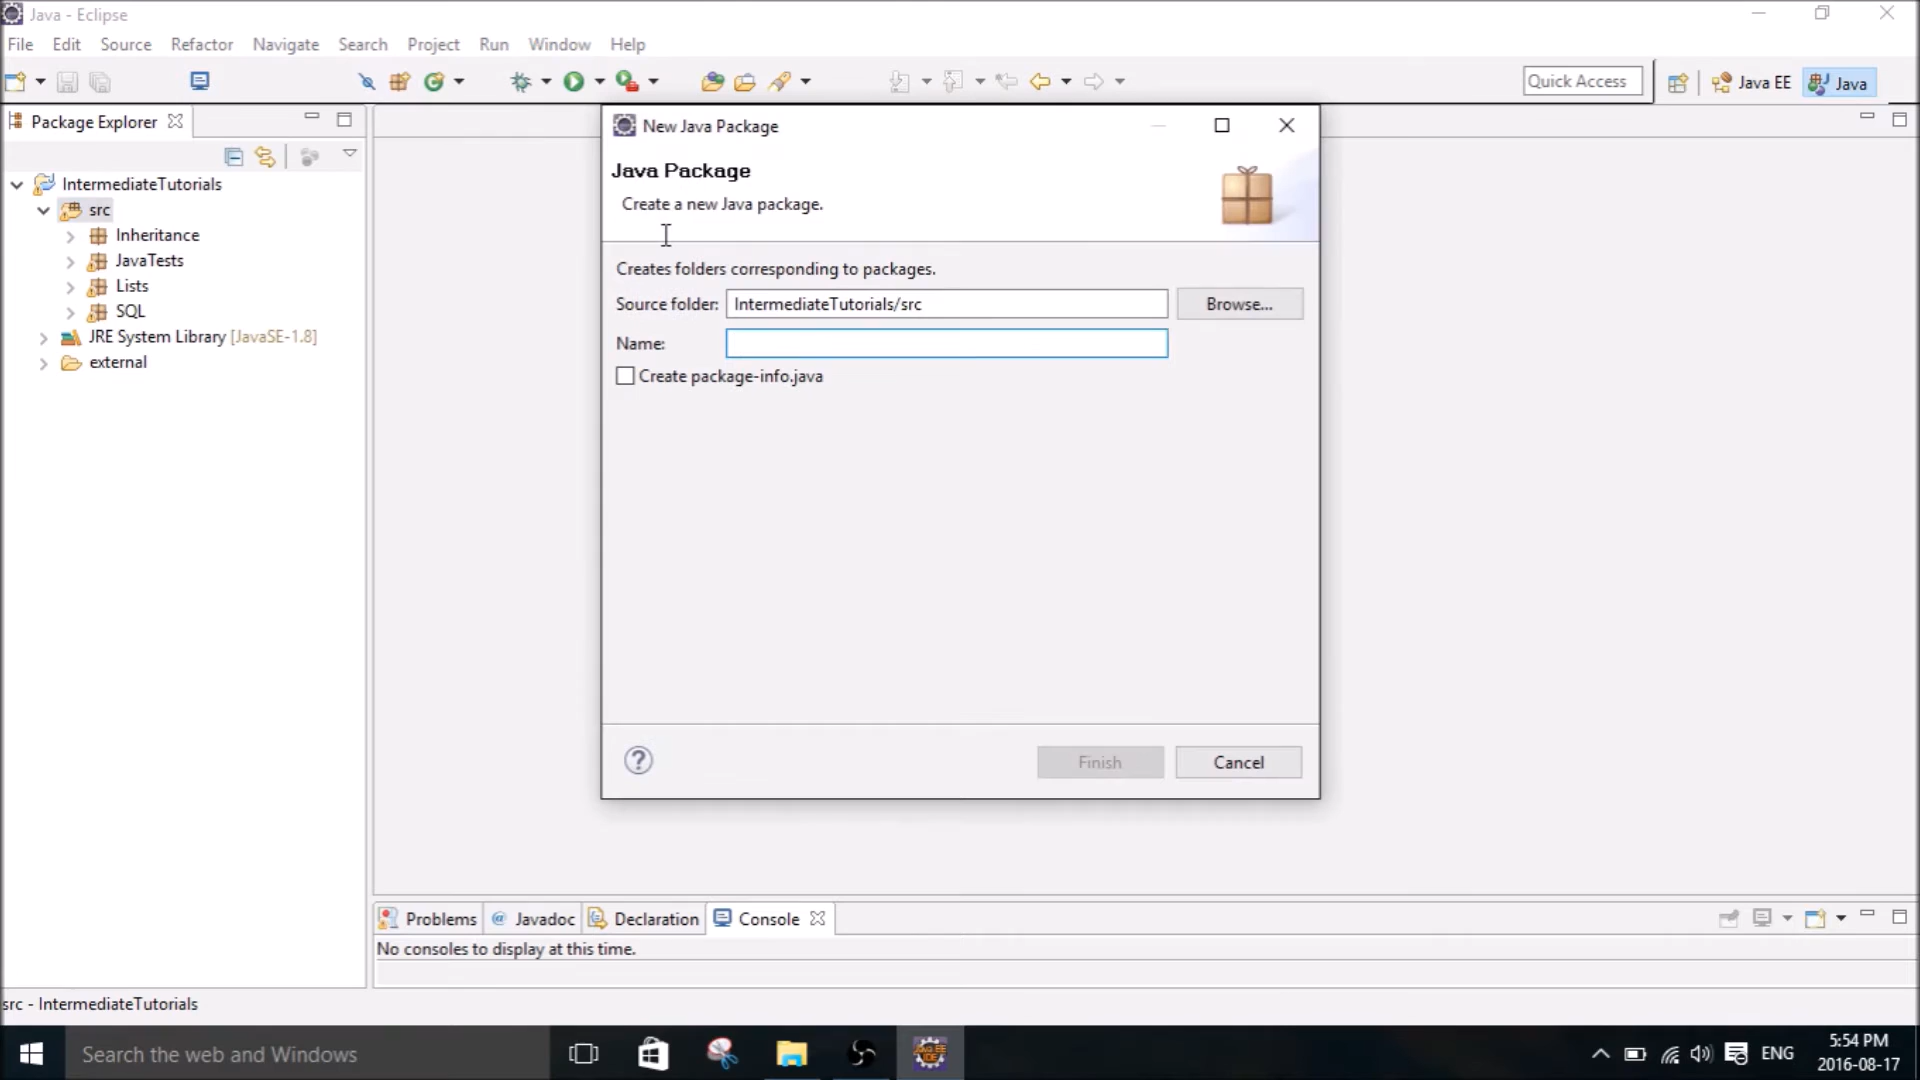 Java - Eclipse
File Edit Source Refactor Navigate Search Project Run Window Help
Quick Access Java EE Java
Package Explorer
IntermediateTutorials
src
Inheritance
JavaTests
Lists
SQL
JRE System Library [JavaSE-1.8]
external
New Java Package
Java Package
Create a new Java package.
Creates folders corresponding to packages.
Source folder: IntermediateTutorials/src Browse...
Name:
Create package-info.java
Finish Cancel
Problems @ Javadoc Declaration Console
No consoles to display at this time.
src - IntermediateTutorials
Search the web and Windows
Java EE
IDE
ENG
5:54 PM
2016-08-17